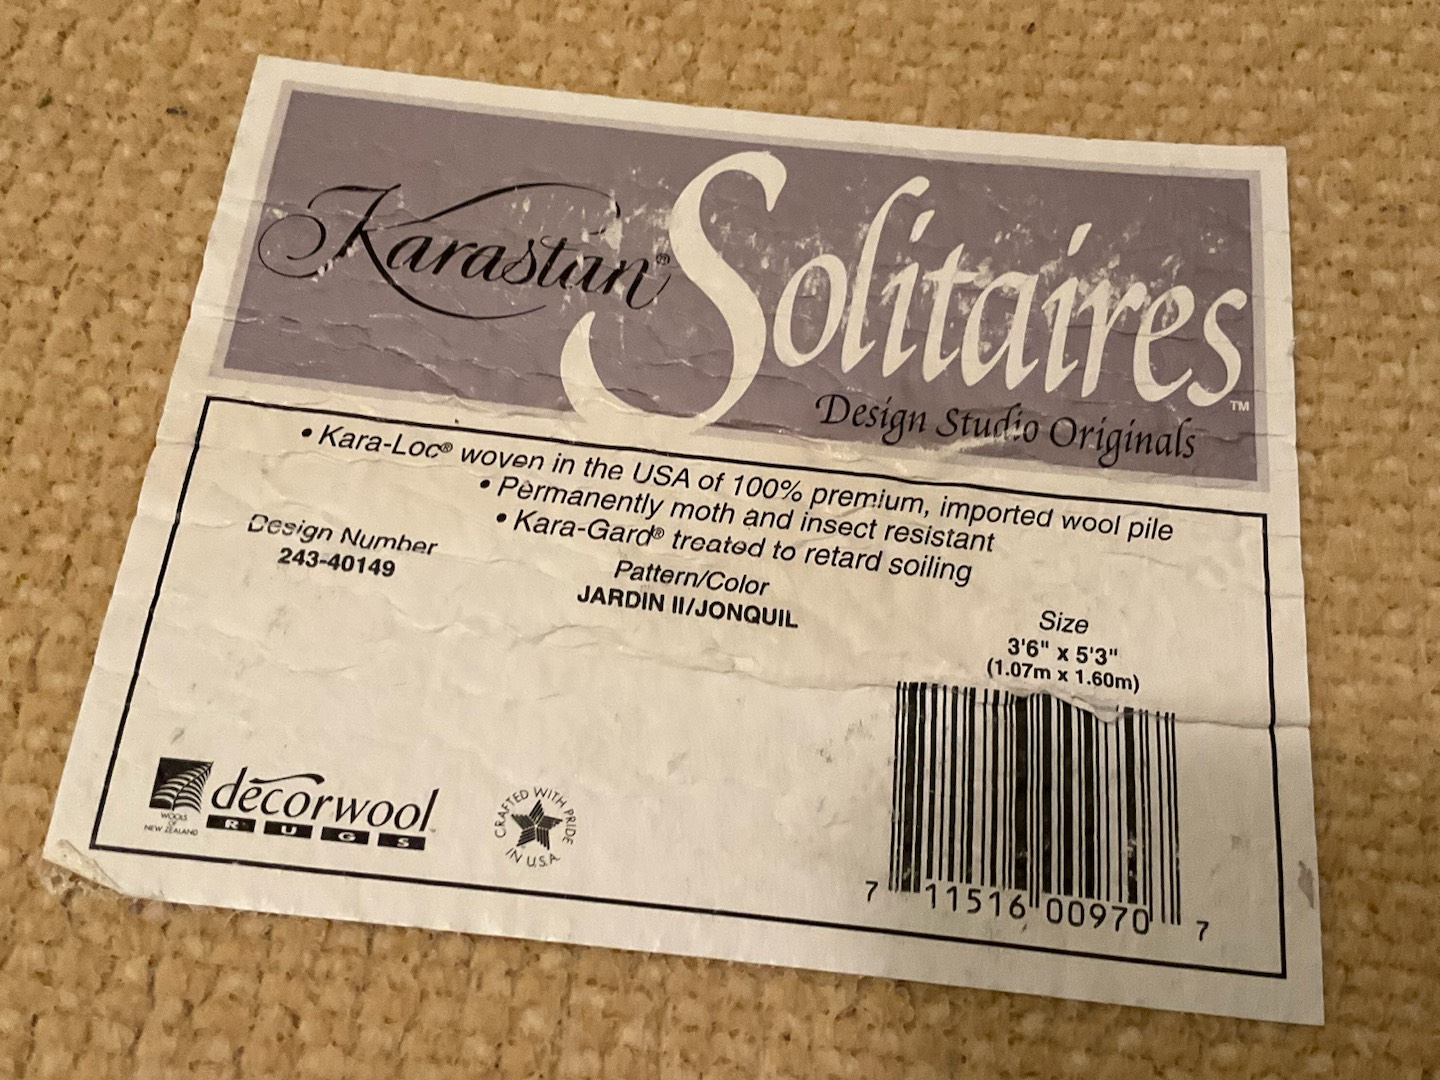 Karastan® Solitaires™
Design Studio Originals
• Kara-Loc® woven in the USA of 100% premium, imported wool pile
• Permanently moth and insect resistant
• Kara-Gard® treated to retard soiling
Design Number
243-40149
Pattern/Color
JARDIN II/JONQUIL
Size
3'6" x 5'3"
(1.07m x 1.60m)
WOOLS
OF
NEW ZEALAND
décorwool
RUGS
CRAFTED WITH PRIDE
IN U.S.A
7 11516 00970 7